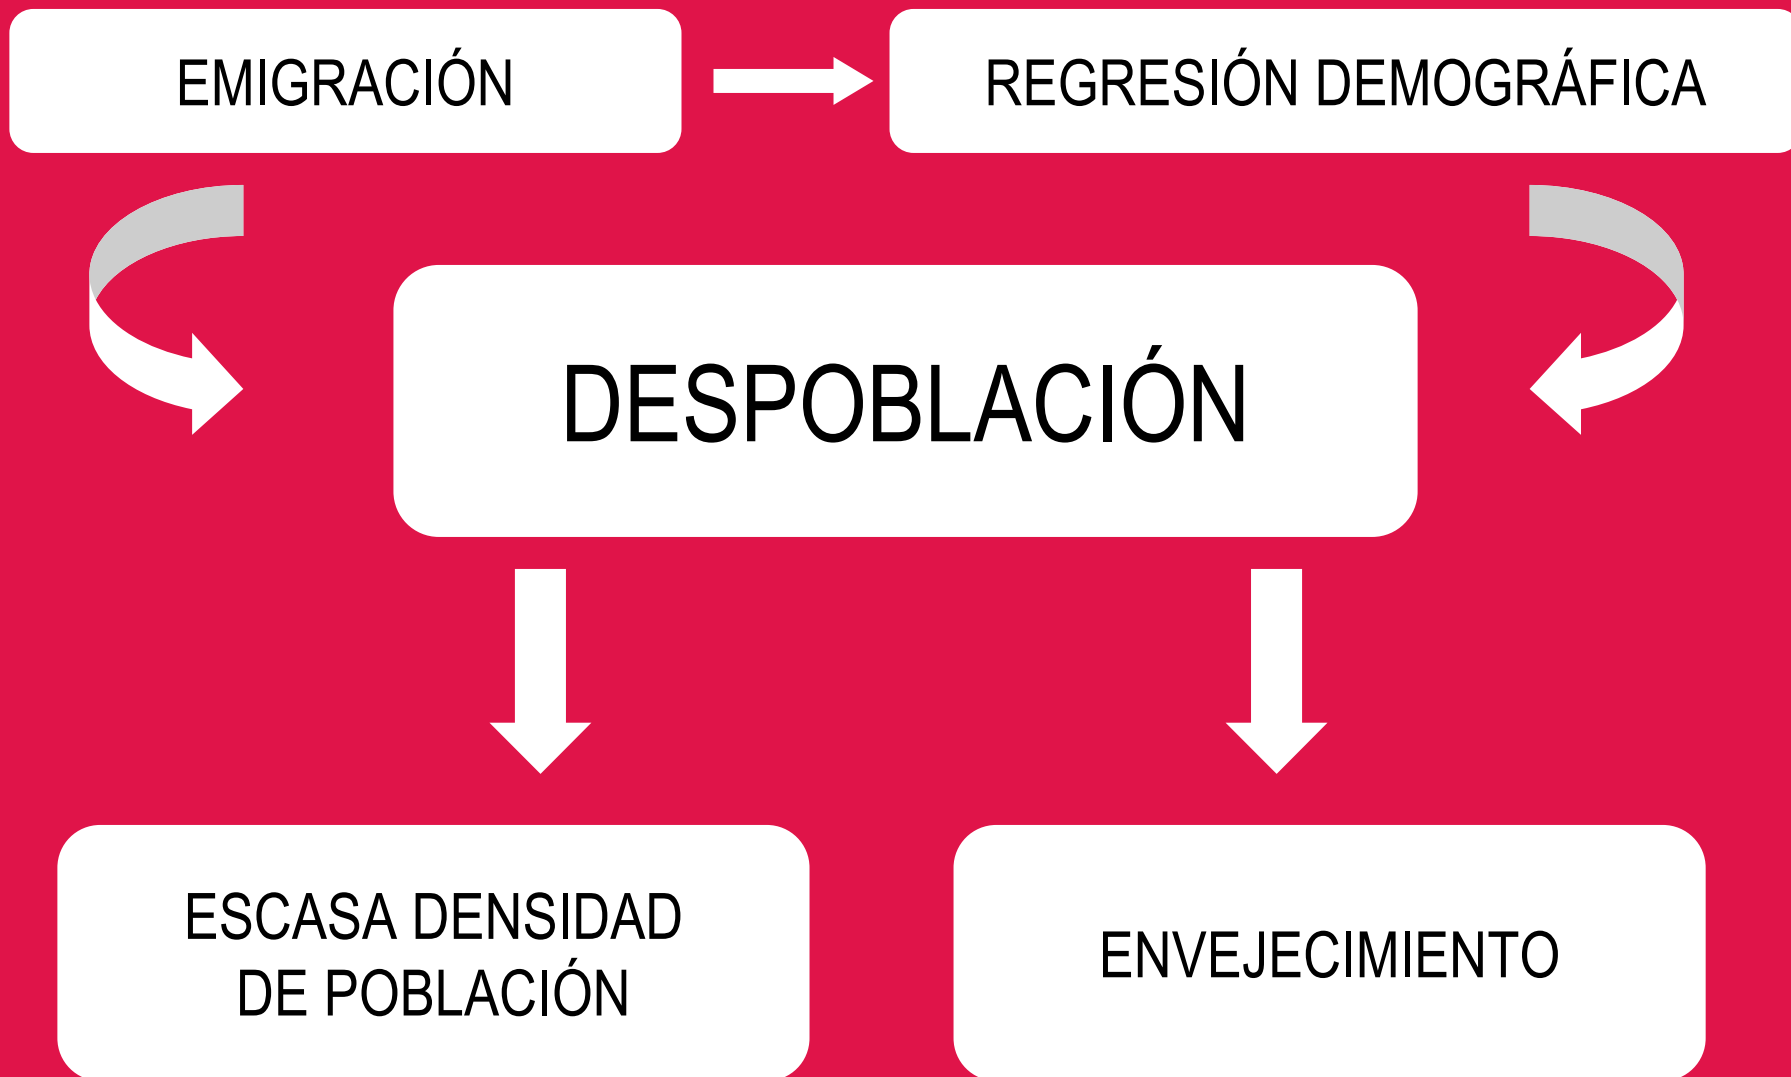 EMIGRACIÓN
REGRESIÓN DEMOGRÁFICA
DESPOBLACIÓN
ESCASA DENSIDAD
DE POBLACIÓN
ENVEJECIMIENTO